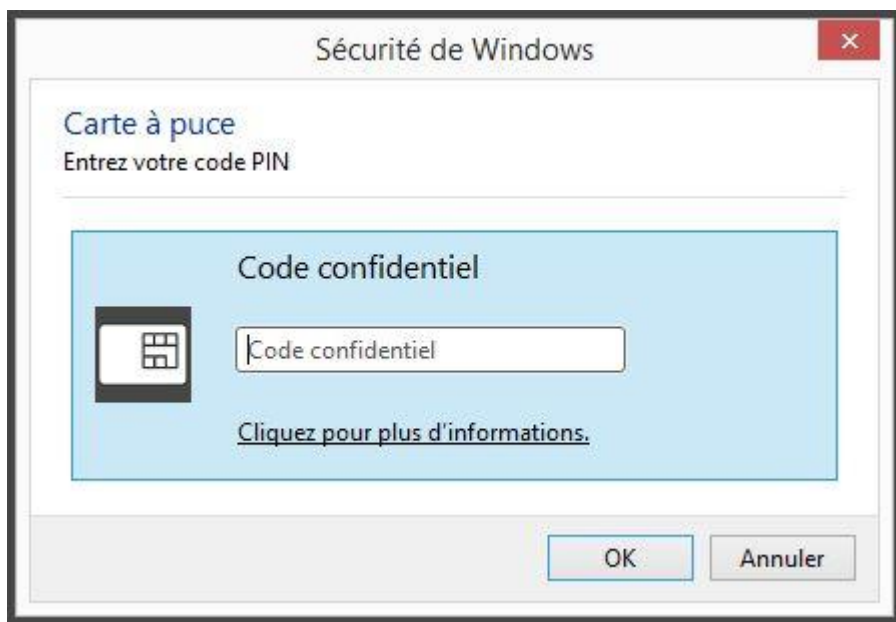 Sécurité de Windows
Carte à puce
Entrez votre code PIN
Code confidentiel
Code confidentiel
Cliquez pour plus d'informations.
OK
Annuler